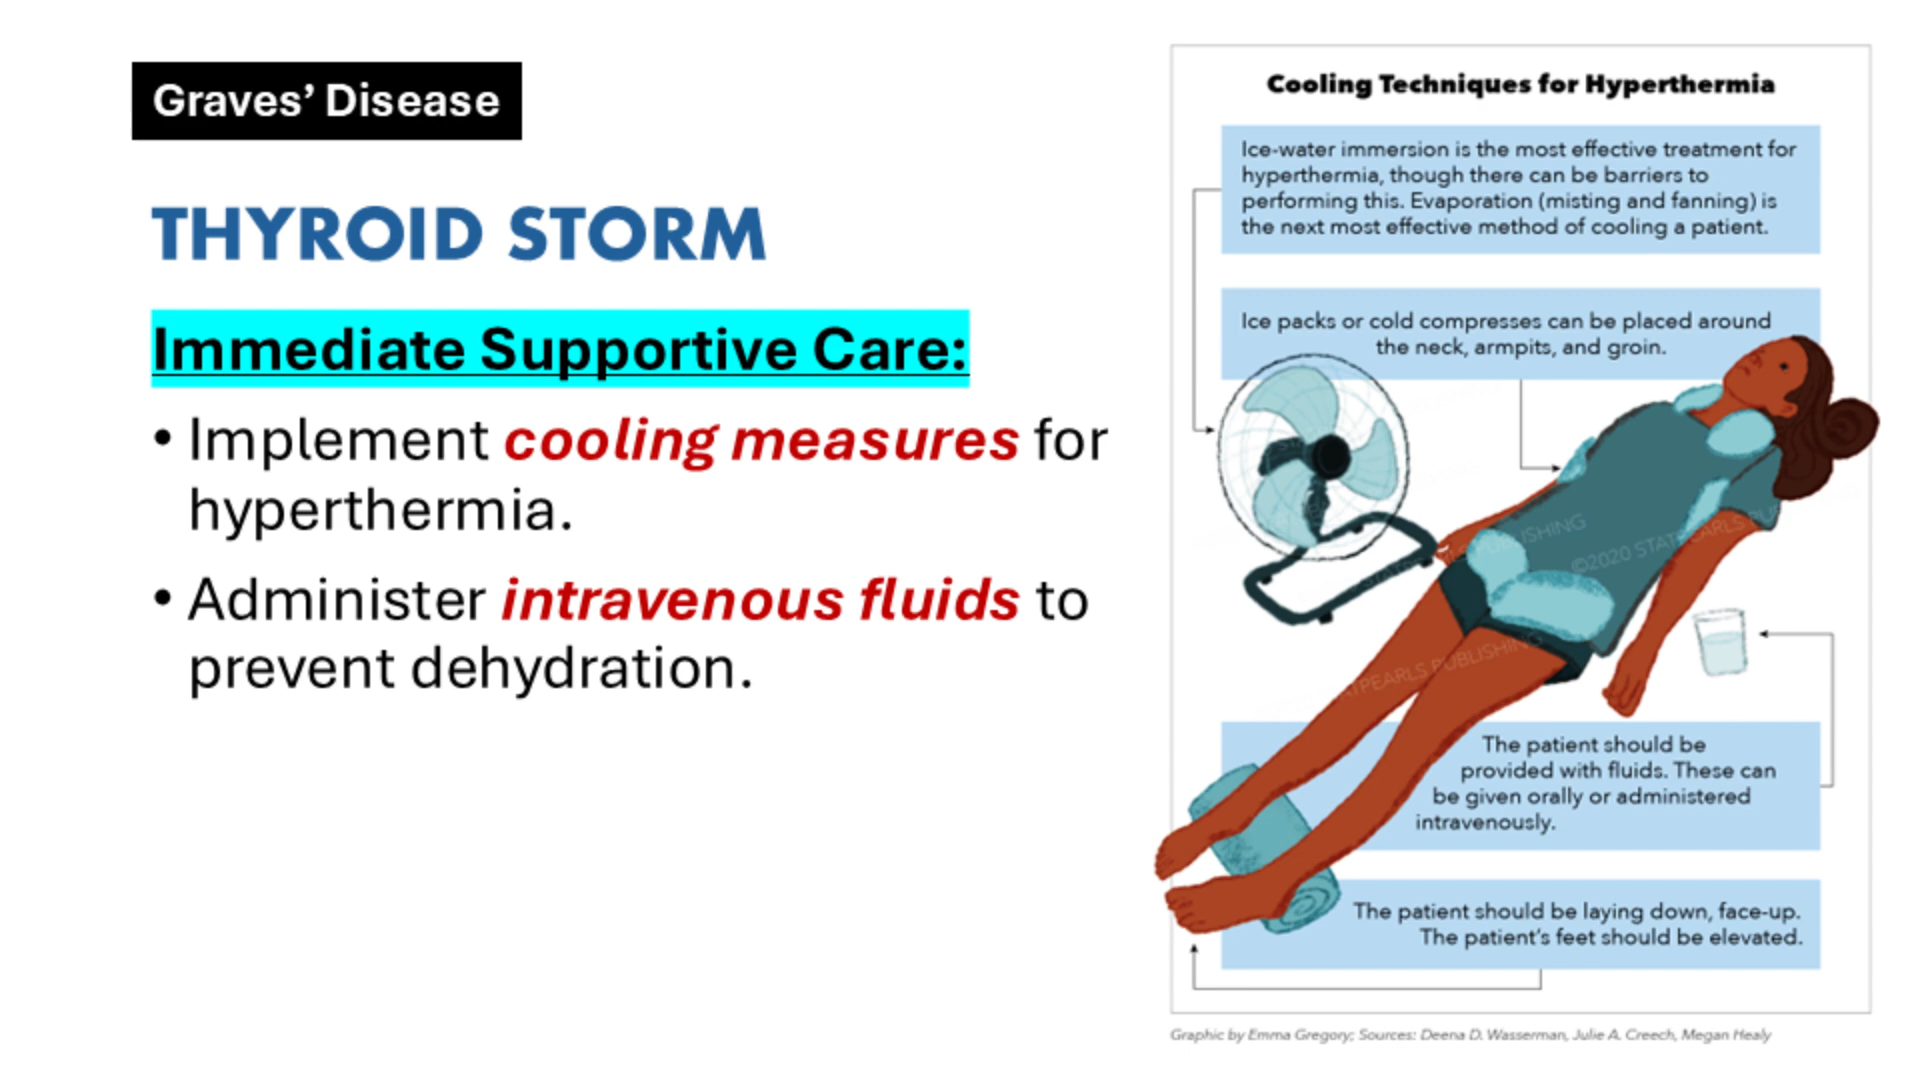 Graves’ Disease
THYROID STORM
Immediate Supportive Care:
• Implement cooling measures for
hyperthermia.
• Administer intravenous fluids to
prevent dehydration.
Cooling Techniques for Hyperthermia
Ice-water immersion is the most effective treatment for
hyperthermia, though there can be barriers to
performing this. Evaporation (misting and fanning) is
the next most effective method of cooling a patient.
Ice packs or cold compresses can be placed around
the neck, armpits, and groin.
The patient should be
provided with fluids. These can
be given orally or administered
intravenously.
The patient should be laying down, face-up.
The patient’s feet should be elevated.
Graphic by Emma Gregory; Sources: Deena D. Wasserman, Julie A. Creech, Megan Healy